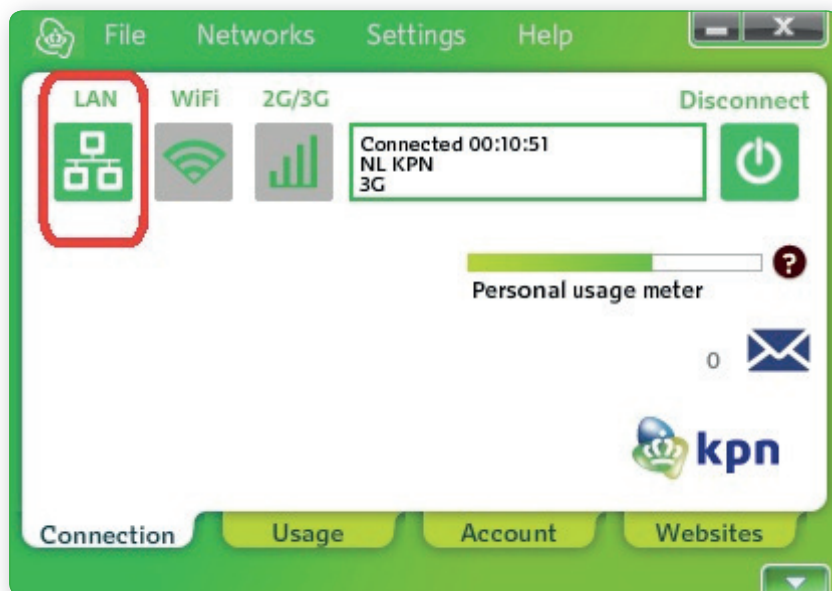 File Networks Settings Help
LAN WiFi 2G/3G Disconnect
Connected 00:10:51
NL KPN
3G
?
Personal usage meter
0
kpn
Connection Usage Account Websites